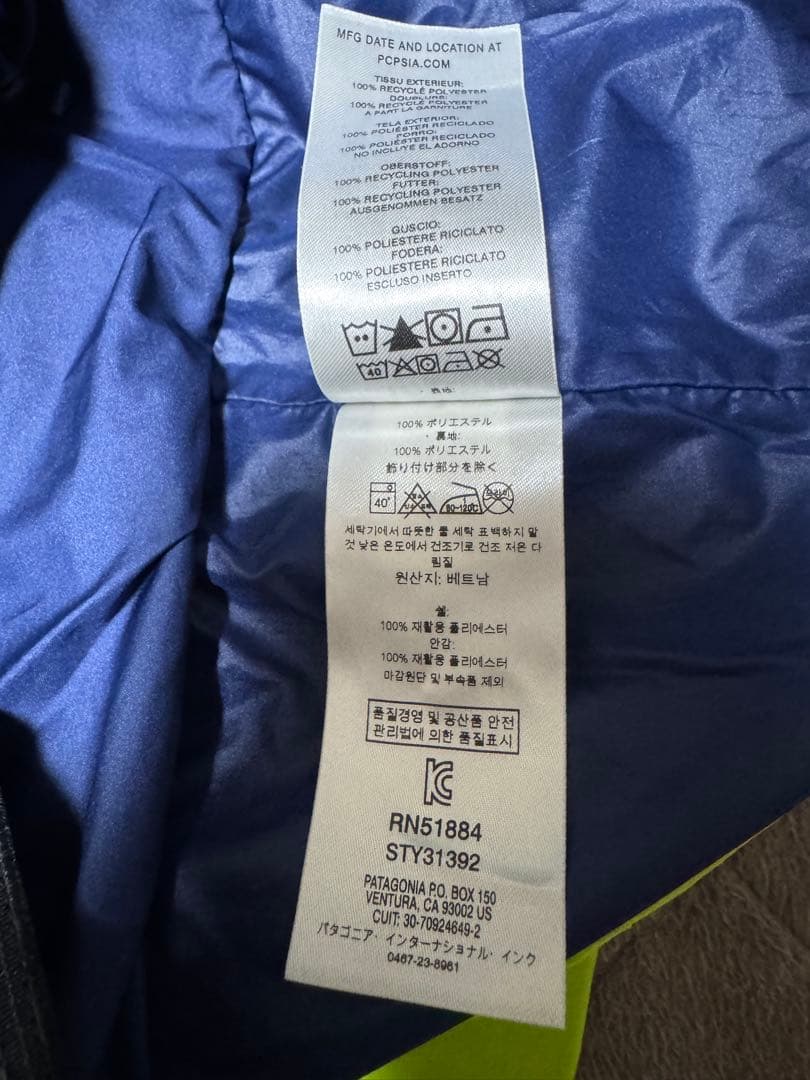 MFG DATE AND LOCATION AT
PCPSIA.COM
TISSU EXTERIEUR:
100% RECYCLÉ POLYESTER
DOUBLURE:
100% RECYCLÉ POLYESTER
A PART LA GARNITURE
TELA EXTERIOR:
100% POLIÉSTER RECICLADO
FORRO:
100% POLIÉSTER RECICLADO
NO INCLUYE EL ADORNO
OBERSTOFF:
100% RECYCLING POLYESTER
FUTTER:
100% RECYCLING POLYESTER
AUSGENOMMEN BESATZ
GUSCIO:
100% POLIESTERE RICICLATO
FODERA:
100% POLIESTERE RICICLATO
ESCLUSO INSERTO
40
100% ポリエステル
・裏地:
100% ポリエステル
飾り付け部分を除く
40° 80-120℃
세탁기에서 따뜻한 물 세탁 표백하지 말
것 낮은 온도에서 건조기로 건조 저온 다
림질
원산지: 베트남
쉘:
100% 재활용 폴리에스터
안감:
100% 재활용 폴리에스터
마감원단 및 부속품 제외
품질경영 및 공산품 안전
관리법에 의한 품질표시
RN51884
STY31392
PATAGONIA P.O. BOX 150
VENTURA, CA 93002 US
CUIT: 30-70924649-2
パタゴニア・インターナショナル・インク
0467-23-8961